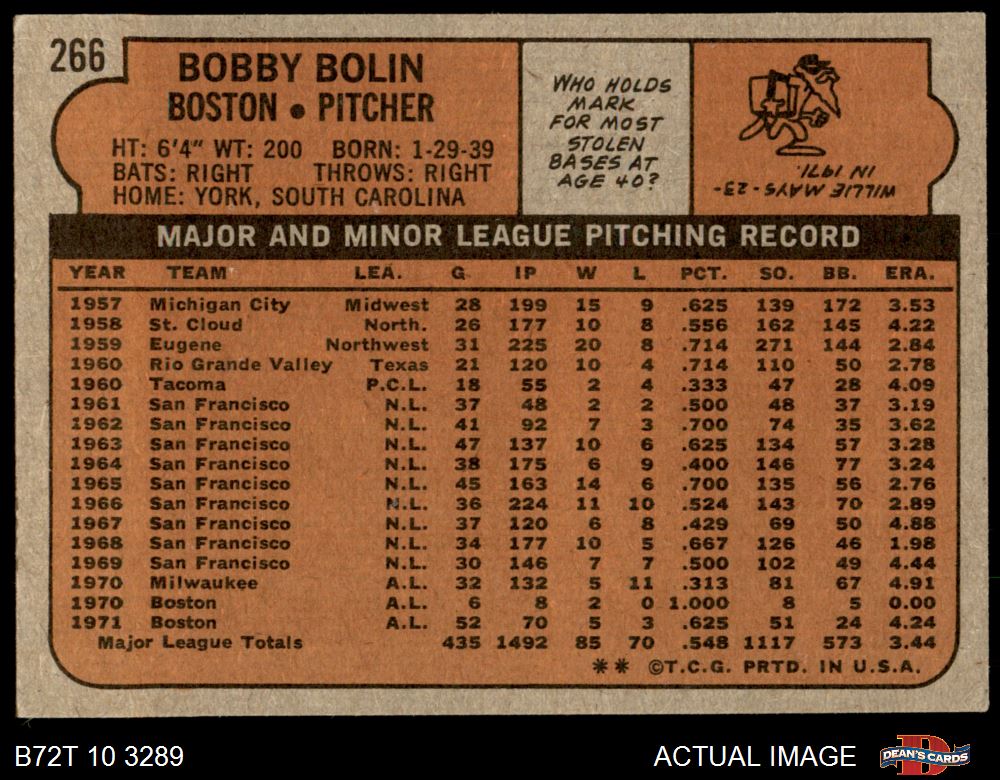 266
BOBBY BOLIN
BOSTON • PITCHER
HT: 6'4" WT: 200 BORN: 1-29-39
BATS: RIGHT THROWS: RIGHT
HOME: YORK, SOUTH CAROLINA
WHO HOLDS
MARK
FOR MOST
STOLEN
BASES AT
AGE 40?
WILLIE MAYS - 23 -
IN 1971.
MAJOR AND MINOR LEAGUE PITCHING RECORD
YEAR TEAM LEA. G IP W L PCT. SO. BB. ERA.
1957 Michigan City Midwest 28 199 15 9 .625 139 172 3.53
1958 St. Cloud North. 26 177 10 8 .556 162 145 4.22
1959 Eugene Northwest 31 225 20 8 .714 271 144 2.84
1960 Rio Grande Valley Texas 21 120 10 4 .714 110 50 2.78
1960 Tacoma P.C.L. 18 55 2 4 .333 47 28 4.09
1961 San Francisco N.L. 37 48 2 2 .500 48 37 3.19
1962 San Francisco N.L. 41 92 7 3 .700 74 35 3.62
1963 San Francisco N.L. 47 137 10 6 .625 134 57 3.28
1964 San Francisco N.L. 38 175 6 9 .400 146 77 3.24
1965 San Francisco N.L. 45 163 14 6 .700 135 56 2.76
1966 San Francisco N.L. 36 224 11 10 .524 143 70 2.89
1967 San Francisco N.L. 37 120 6 8 .429 69 50 4.88
1968 San Francisco N.L. 34 177 10 5 .667 126 46 1.98
1969 San Francisco N.L. 30 146 7 7 .500 102 49 4.44
1970 Milwaukee A.L. 32 132 5 11 .313 81 67 4.91
1970 Boston A.L. 6 8 2 0 1.000 8 5 0.00
1971 Boston A.L. 52 70 5 3 .625 51 24 4.24
Major League Totals 435 1492 85 70 .548 1117 573 3.44
** ©T.C.G. PRTD. IN U.S.A.
B72T 10 3289
ACTUAL IMAGE
DEAN'S CARDS